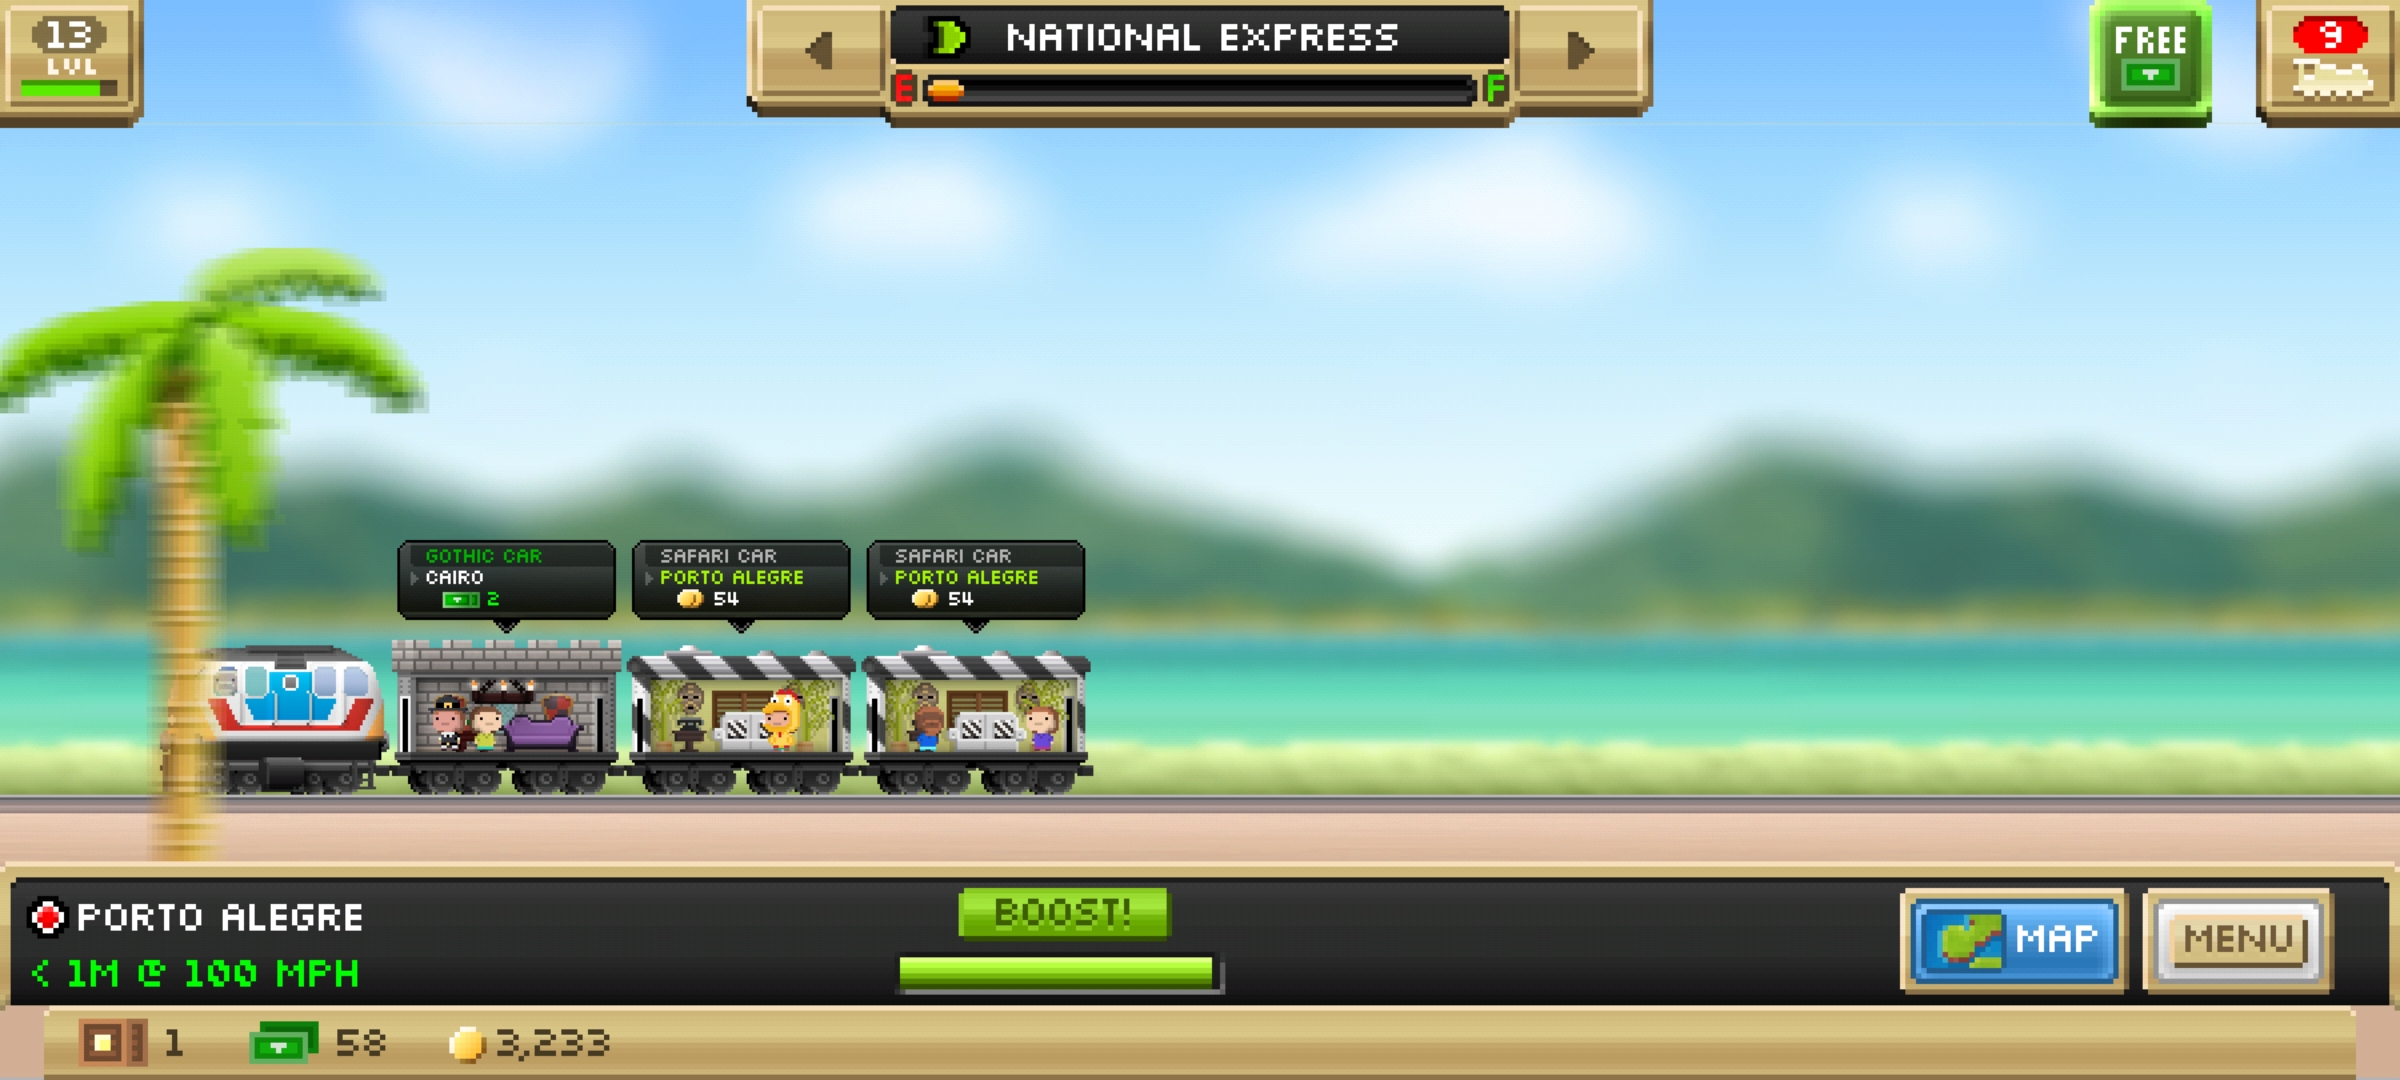 13
LVL
NATIONAL EXPRESS
E F
FREE
9
GOTHIC CAR
CAIRO
2
SAFARI CAR
PORTO ALEGRE
54
SAFARI CAR
PORTO ALEGRE
54
PORTO ALEGRE
< 1M @ 100 MPH
BOOST!
MAP
MENU
1
58
3,233